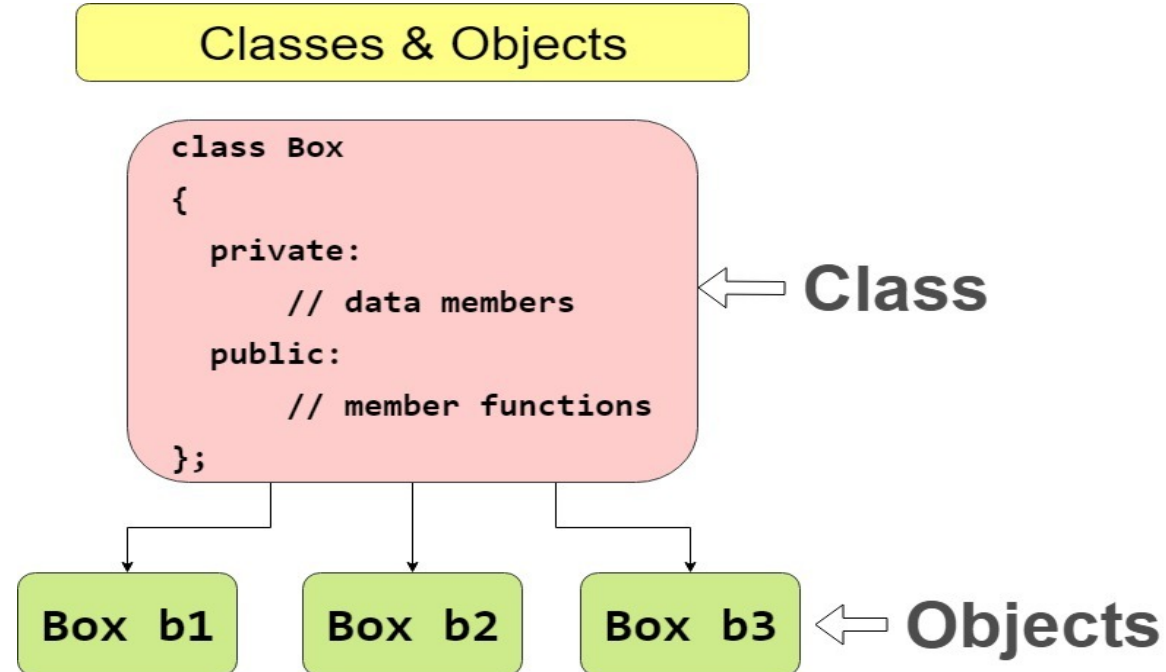 Classes & Objects
class Box
{
private:
// data members
public:
// member functions
};
Class
Box b1
Box b2
Box b3
Objects